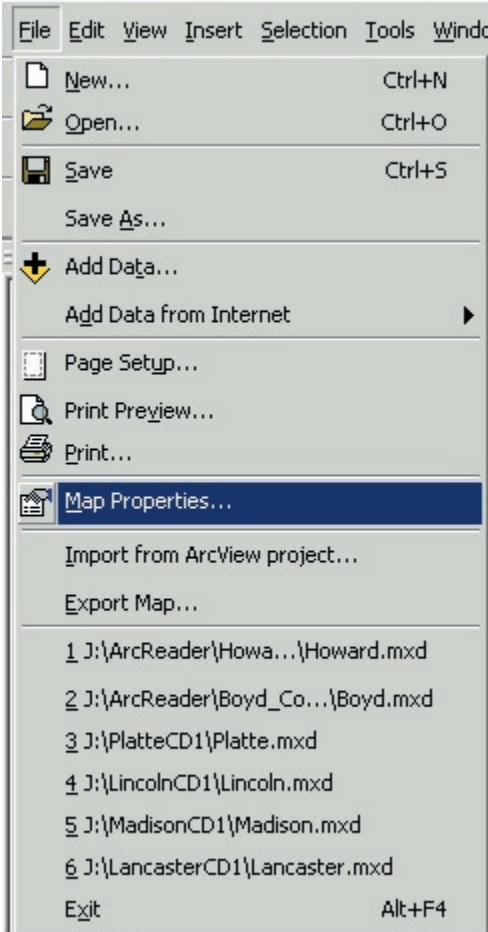 File Edit View Insert Selection Tools Windo
New... Ctrl+N
Open... Ctrl+O
Save Ctrl+S
Save As...
Add Data...
Add Data from Internet
Page Setup...
Print Preview...
Print...
Map Properties...
Import from ArcView project...
Export Map...
1 J:\ArcReader\Howa...\Howard.mxd
2 J:\ArcReader\Boyd_Co...\Boyd.mxd
3 J:\PlatteCD1\Platte.mxd
4 J:\LincolnCD1\Lincoln.mxd
5 J:\MadisonCD1\Madison.mxd
6 J:\LancasterCD1\Lancaster.mxd
Exit Alt+F4